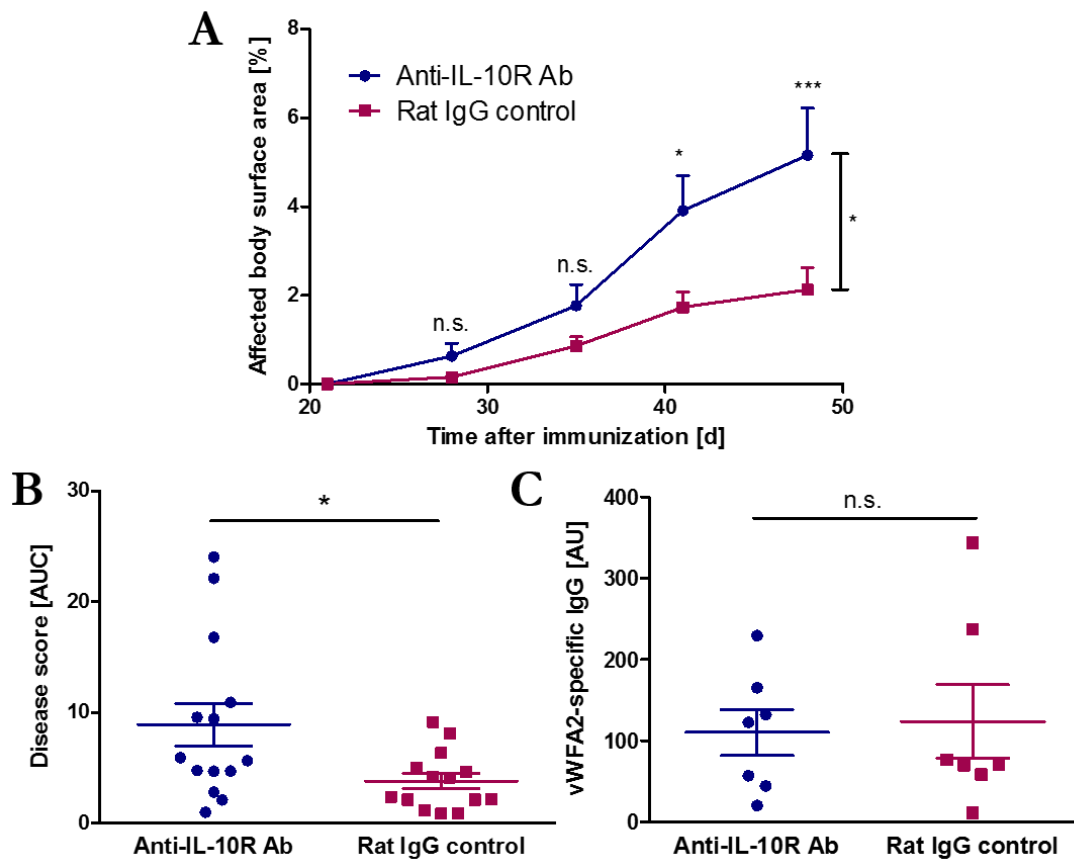 A
Affected body surface area [%]
8
6
4
2
0
Anti-IL-10R Ab
Rat IgG control
n.s.
n.s.
*
***
*
20 30 40 50
Time after immunization [d]
B
Disease score [AUC]
30
20
10
0
*
Anti-IL-10R Ab Rat IgG control
C
vWFA2-specific IgG [AU]
400
300
200
100
0
n.s.
Anti-IL-10R Ab Rat IgG control